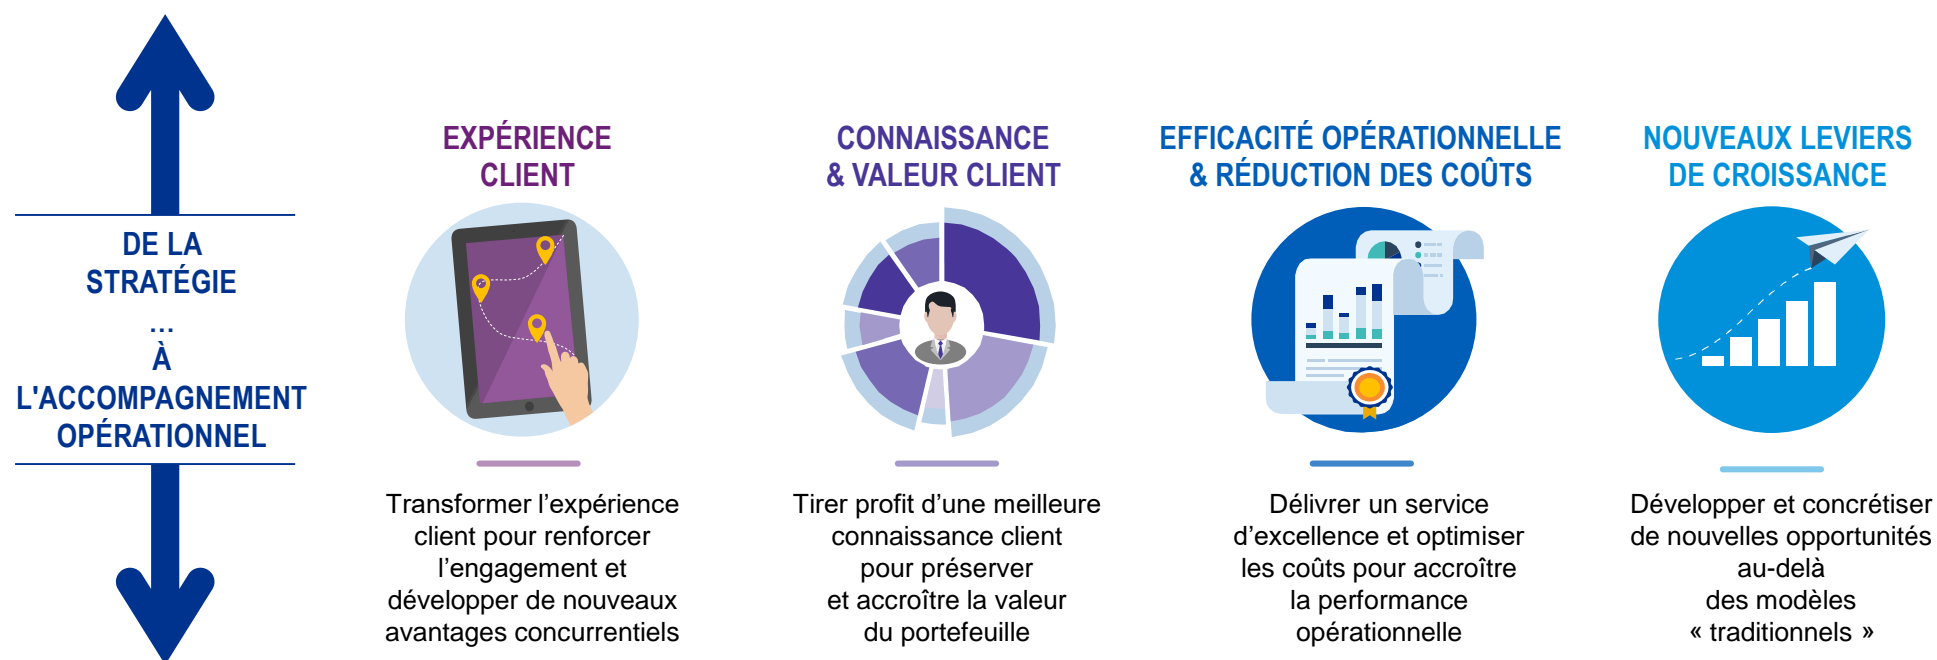 DE LA
STRATÉGIE
...
À
L'ACCOMPAGNEMENT
OPÉRATIONNEL
EXPÉRIENCE
CLIENT
Transformer l’expérience
client pour renforcer
l’engagement et
développer de nouveaux
avantages concurrentiels
CONNAISSANCE
& VALEUR CLIENT
Tirer profit d’une meilleure
connaissance client
pour préserver
et accroître la valeur
du portefeuille
EFFICACITÉ OPÉRATIONNELLE
& RÉDUCTION DES COÛTS
Délivrer un service
d’excellence et optimiser
les coûts pour accroître
la performance
opérationnelle
NOUVEAUX LEVIERS
DE CROISSANCE
Développer et concrétiser
de nouvelles opportunités
au-delà
des modèles
« traditionnels »